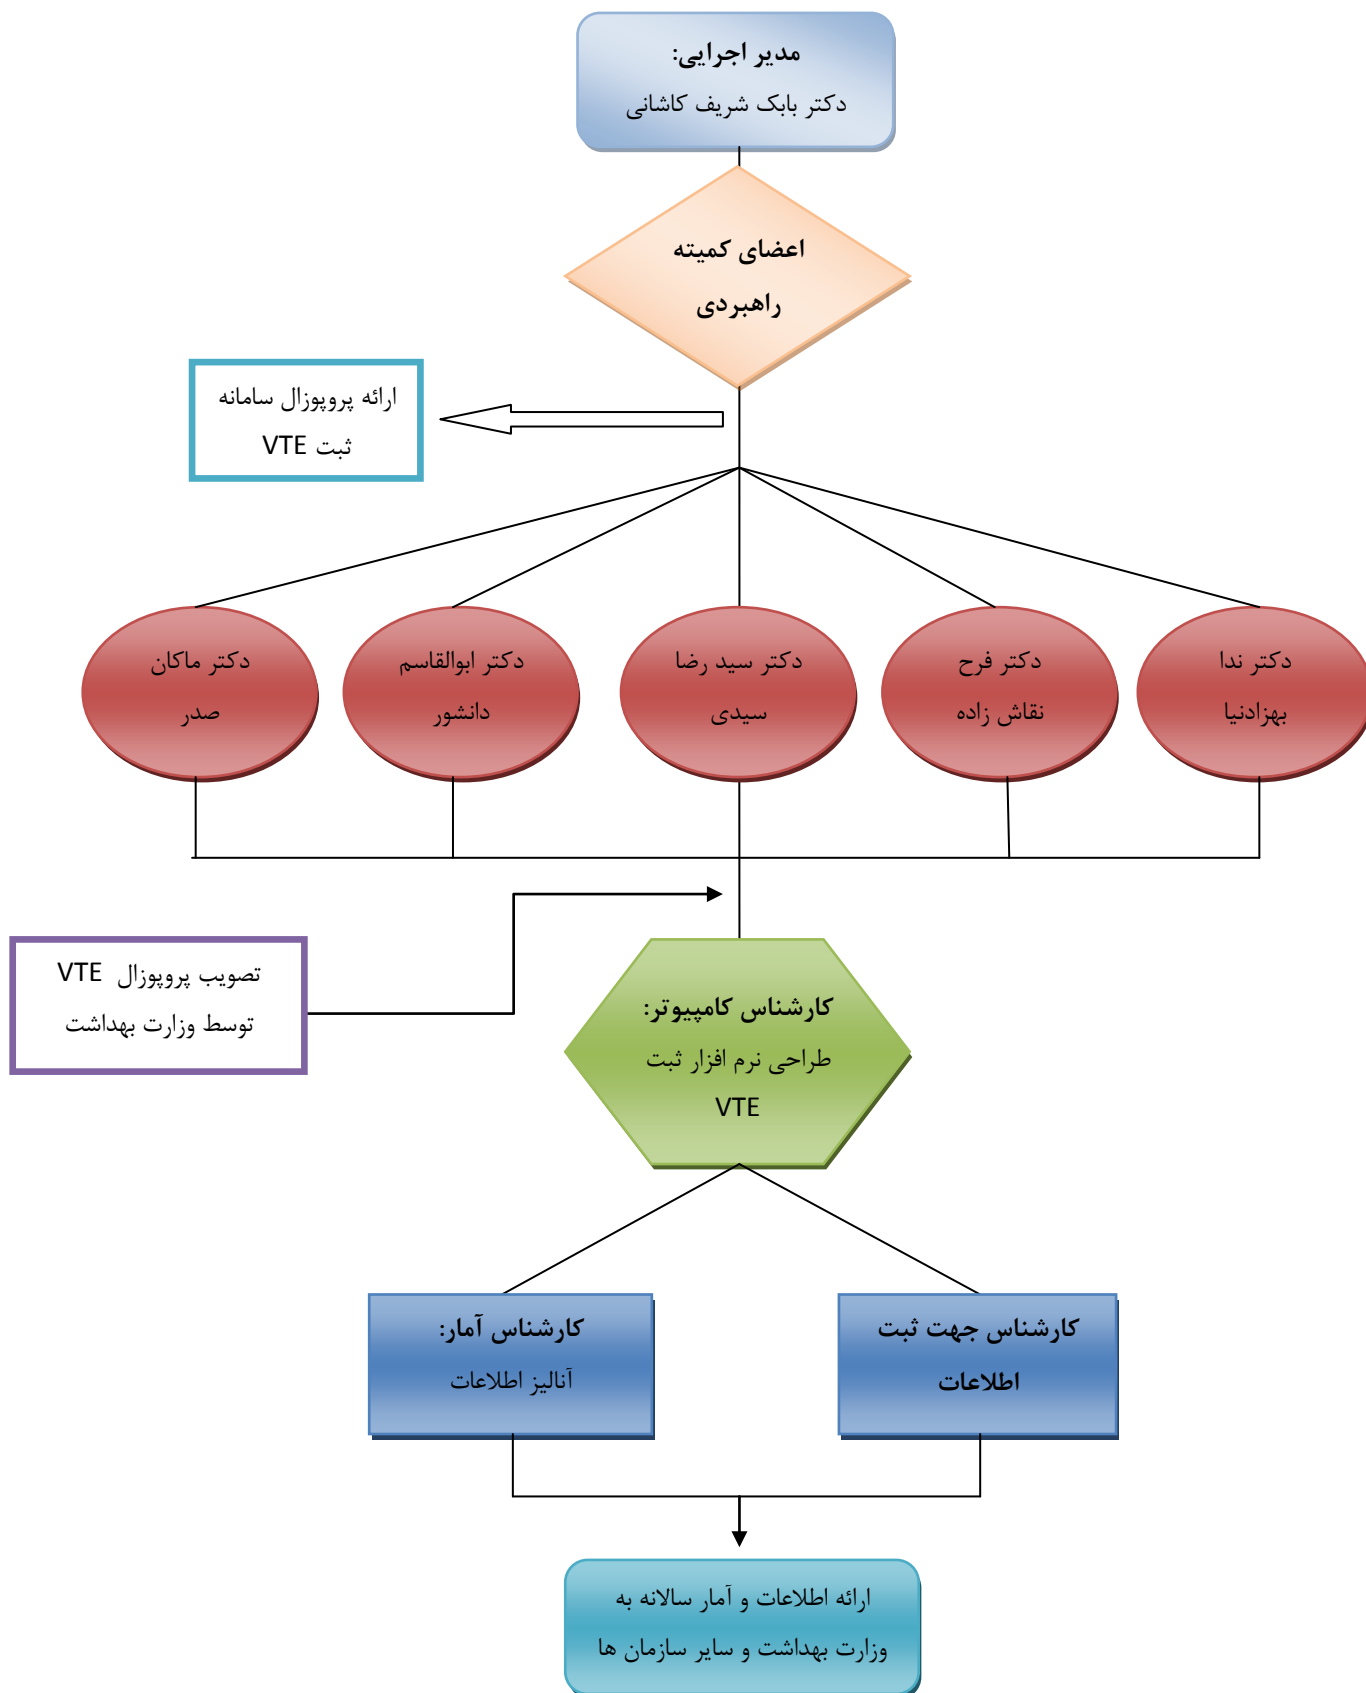 مدیر اجرایی:
دکتر بابک شریف کاشانی
اعضای کمیته
راهبردی
ارائه پروپوزال سامانه
ثبت VTE
دکتر ندا
بهزادنیا
دکتر فرح
نقاش زاده
دکتر سید رضا
سیدی
دکتر ابوالقاسم
دانشور
دکتر ماکان
صدر
تصویب پروپوزال VTE
توسط وزارت بهداشت
کارشناس کامپیوتر:
طراحی نرم افزار ثبت
VTE
کارشناس جهت ثبت
اطلاعات
کارشناس آمار:
آنالیز اطلاعات
ارائه اطلاعات و آمار سالانه به
وزارت بهداشت و سایر سازمان ها